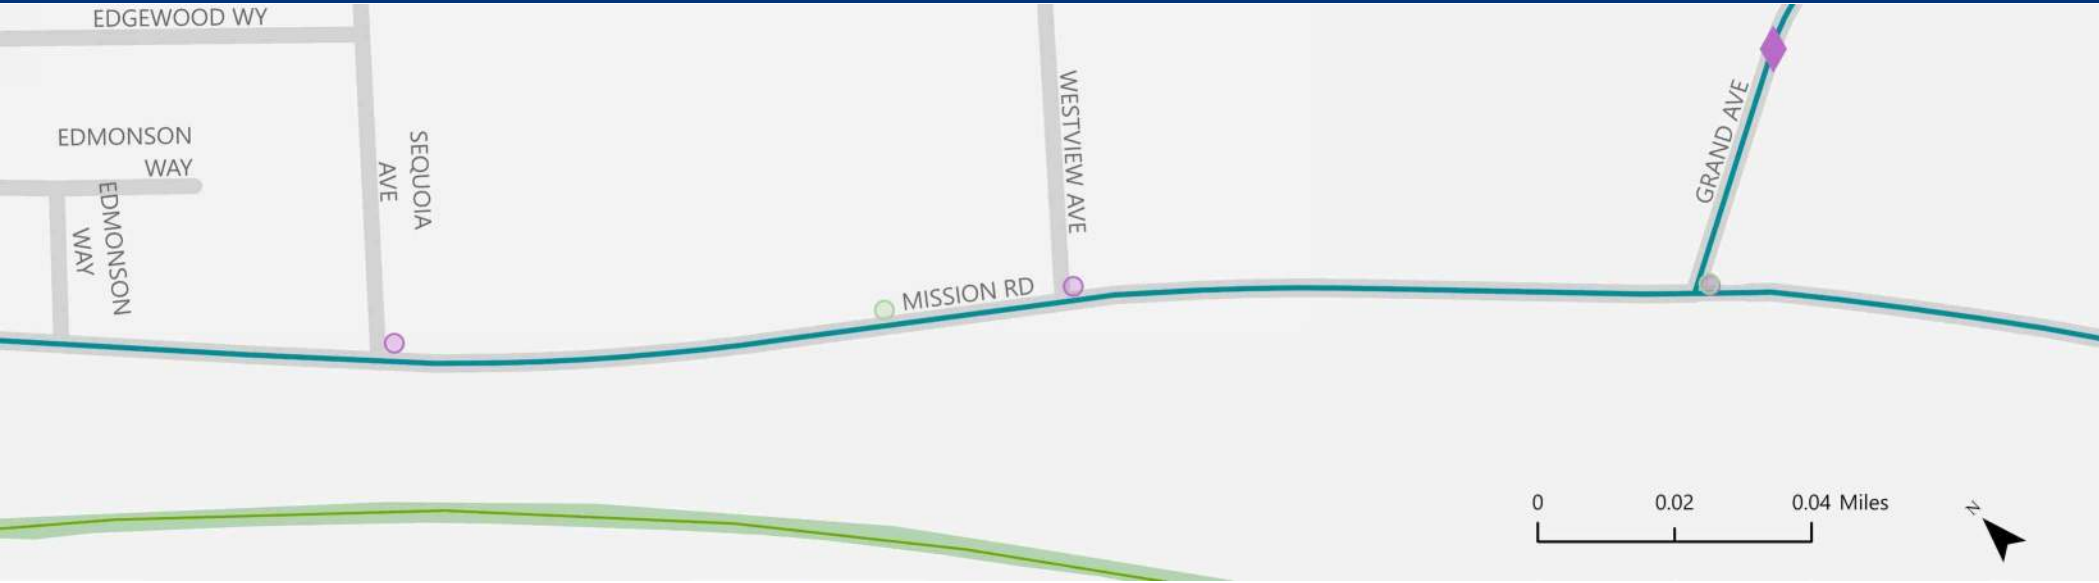 EDGEWOOD WY
EDMONSON
WAY
EDMONSON
WAY
SEQUOIA
AVE
WESTVIEW AVE
MISSION RD
GRAND AVE
0 0.02 0.04 Miles
N